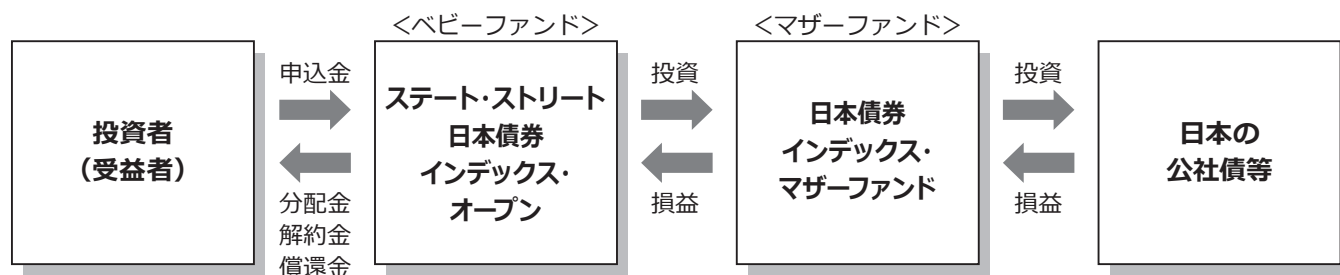 <ベビーファンド>
<マザーファンド>
投資者
（受益者）
申込金
分配金
解約金
償還金
ステート・ストリート
日本債券
インデックス・
オープン
投資
損益
日本債券
インデックス・
マザーファンド
投資
損益
日本の
公社債等